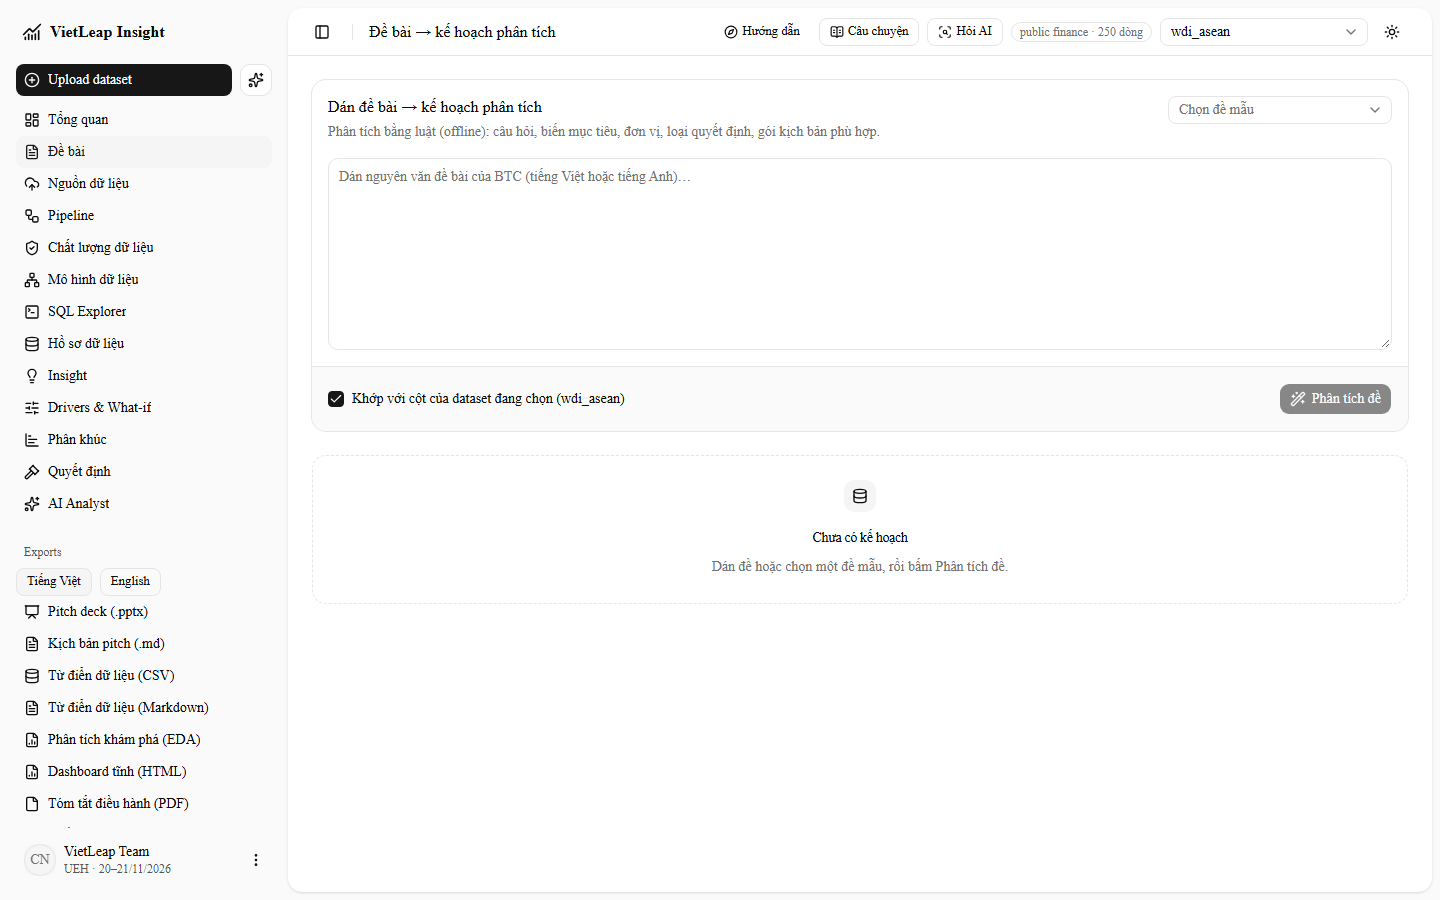 VietLeap Insight
Upload dataset
Tổng quan
Đề bài
Nguồn dữ liệu
Pipeline
Chất lượng dữ liệu
Mô hình dữ liệu
SQL Explorer
Hồ sơ dữ liệu
Insight
Drivers & What-if
Phân khúc
Quyết định
AI Analyst
Exports
Tiếng Việt English
Pitch deck (.pptx)
Kịch bản pitch (.md)
Từ điển dữ liệu (CSV)
Từ điển dữ liệu (Markdown)
Phân tích khám phá (EDA)
Dashboard tĩnh (HTML)
Tóm tắt điều hành (PDF)
CN VietLeap Team
UEH · 20–21/11/2026
Đề bài → kế hoạch phân tích Hướng dẫn Câu chuyện Hỏi AI public finance · 250 dòng wdi_asean
Dán đề bài → kế hoạch phân tích Chọn đề mẫu
Phân tích bằng luật (offline): câu hỏi, biến mục tiêu, đơn vị, loại quyết định, gói kịch bản phù hợp.
Dán nguyên văn đề bài của BTC (tiếng Việt hoặc tiếng Anh)…
Khớp với cột của dataset đang chọn (wdi_asean) Phân tích đề
Chưa có kế hoạch
Dán đề hoặc chọn một đề mẫu, rồi bấm Phân tích đề.